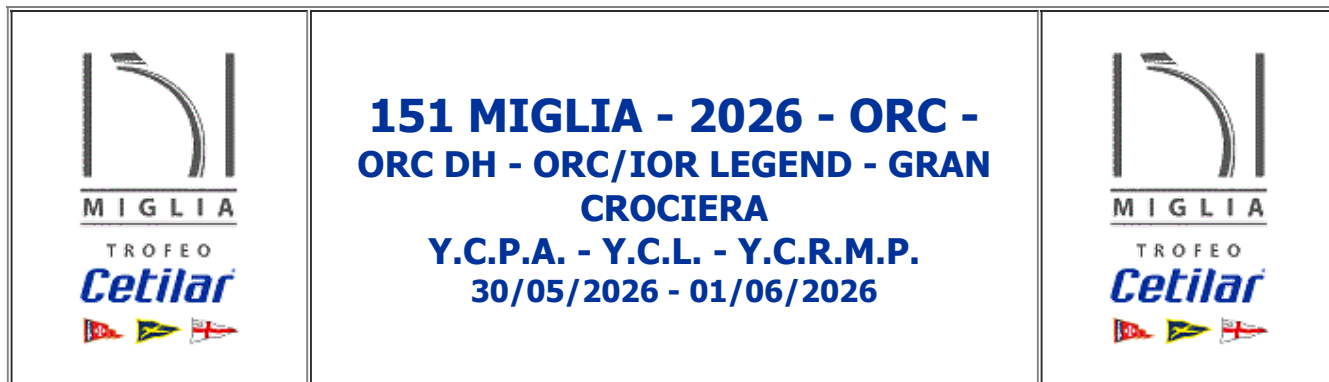 MIGLIA
TROFEO
Cetilar
151 MIGLIA - 2026 - ORC -
ORC DH - ORC/IOR LEGEND - GRAN
CROCIERA
Y.C.P.A. - Y.C.L. - Y.C.R.M.P.
30/05/2026 - 01/06/2026
MIGLIA
TROFEO
Cetilar